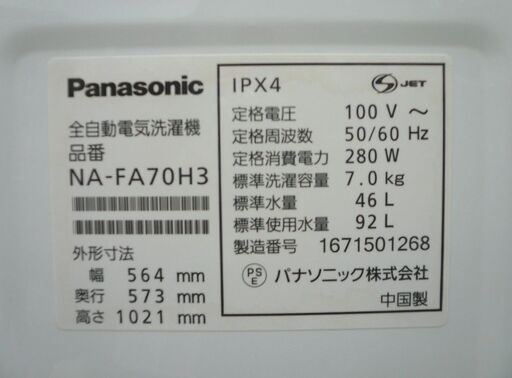 Panasonic
全自動電気洗濯機
品番
NA-FA70H3
外形寸法
幅 564 mm
奥行 573 mm
高さ 1021 mm
IPX4
S JET
定格電圧 100 V ～
定格周波数 50/60 Hz
定格消費電力 280 W
標準洗濯容量 7.0 kg
標準水量 46 L
標準使用水量 92 L
製造番号 1671501268
PS E パナソニック株式会社
中国製